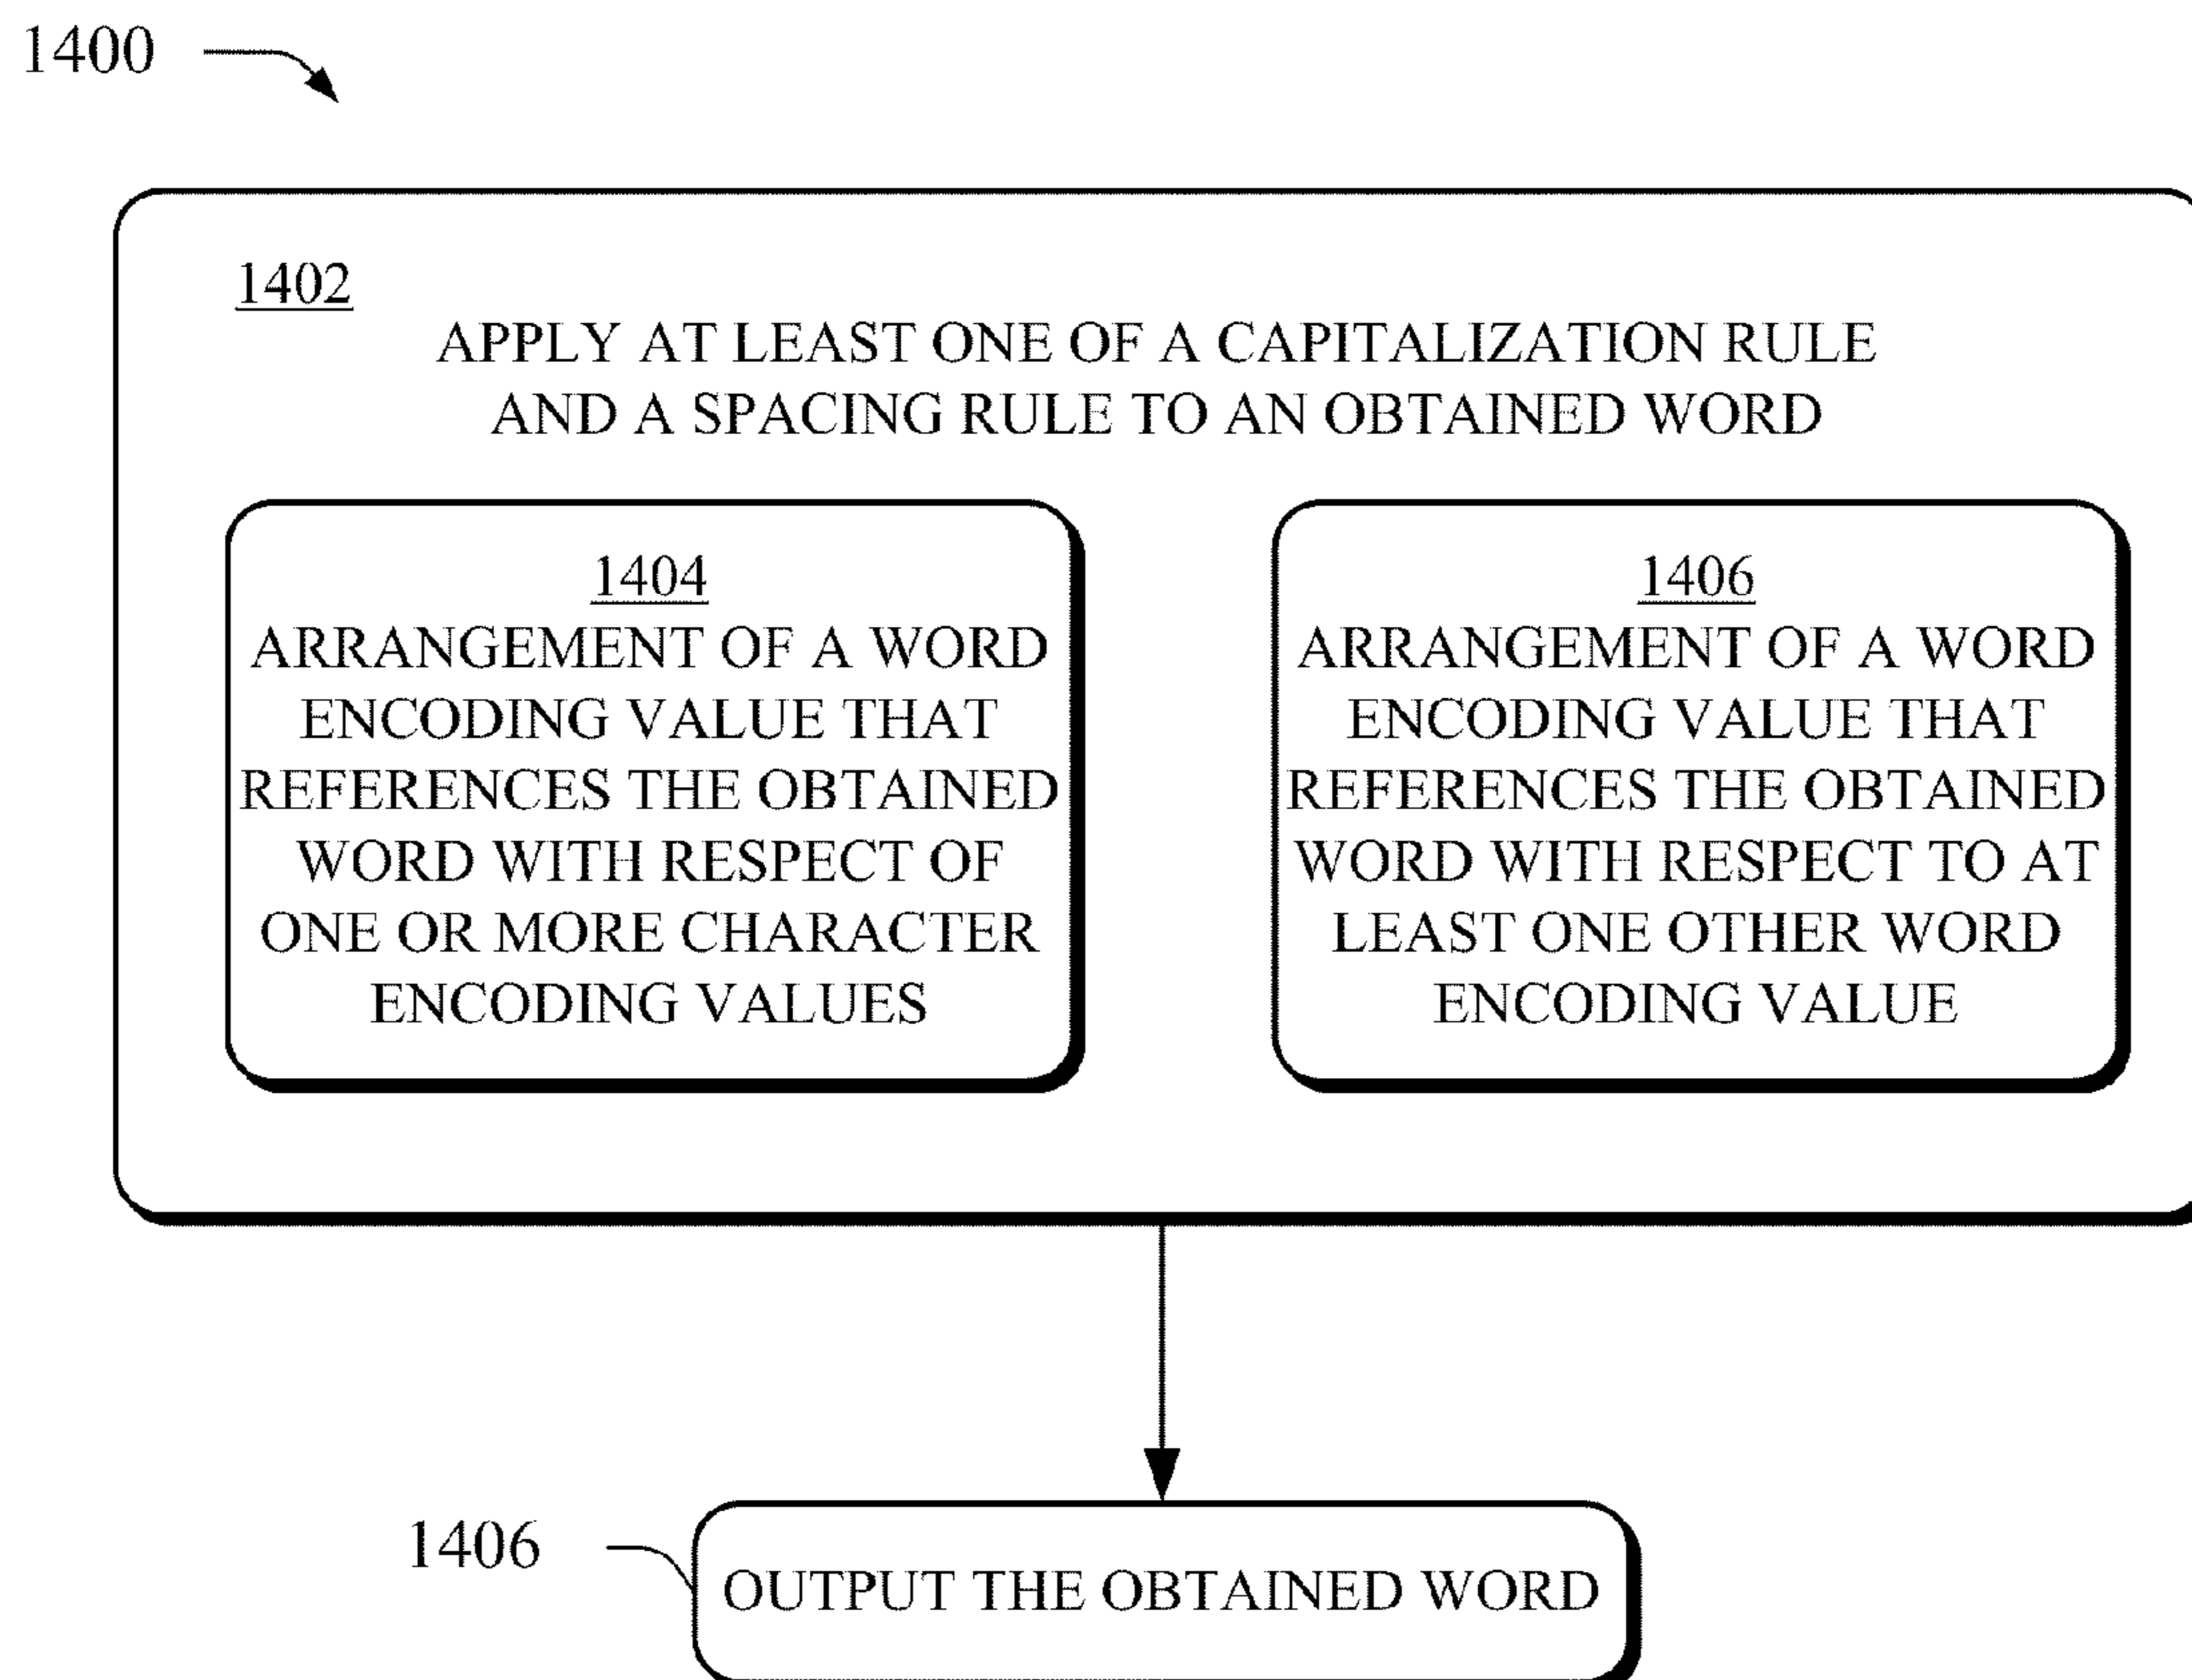 1400
1402
APPLY AT LEAST ONE OF A CAPITALIZATION RULE
AND A SPACING RULE TO AN OBTAINED WORD
1404
ARRANGEMENT OF A WORD
ENCODING VALUE THAT
REFERENCES THE OBTAINED
WORD WITH RESPECT OF
ONE OR MORE CHARACTER
ENCODING VALUES
1406
ARRANGEMENT OF A WORD
ENCODING VALUE THAT
REFERENCES THE OBTAINED
WORD WITH RESPECT TO AT
LEAST ONE OTHER WORD
ENCODING VALUE
1406
OUTPUT THE OBTAINED WORD